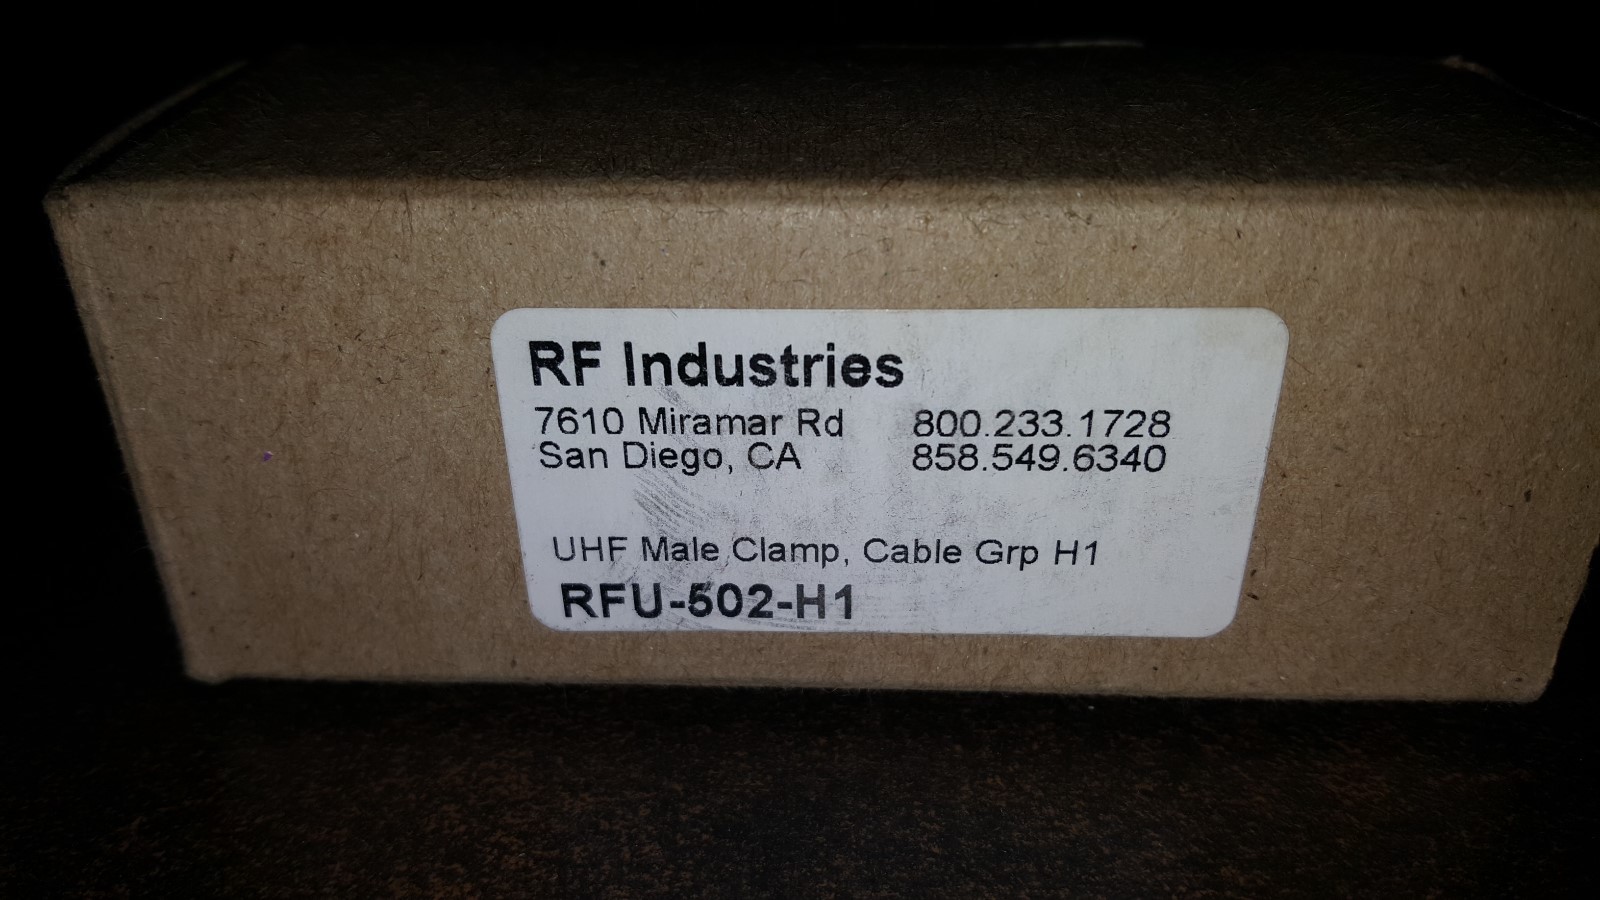 RF Industries
7610 Miramar Rd 800.233.1728
San Diego, CA 858.549.6340
UHF Male Clamp, Cable Grp H1
RFU-502-H1